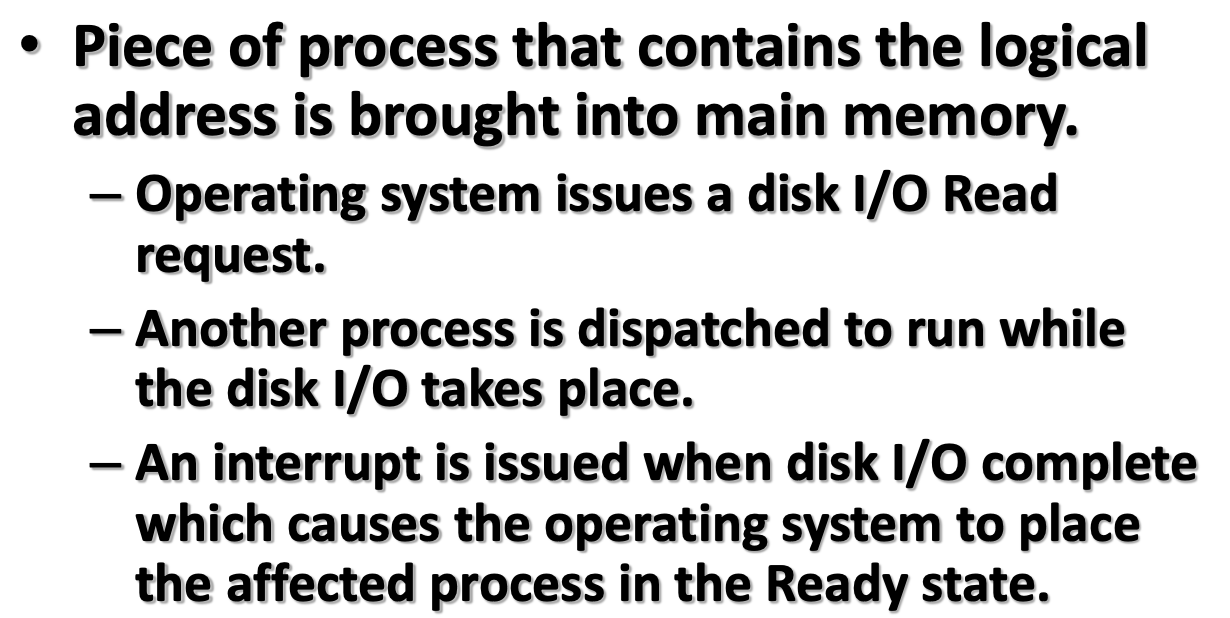 • Piece of process that contains the logical
address is brought into main memory.
– Operating system issues a disk I/O Read
request.
– Another process is dispatched to run while
the disk I/O takes place.
– An interrupt is issued when disk I/O complete
which causes the operating system to place
the affected process in the Ready state.